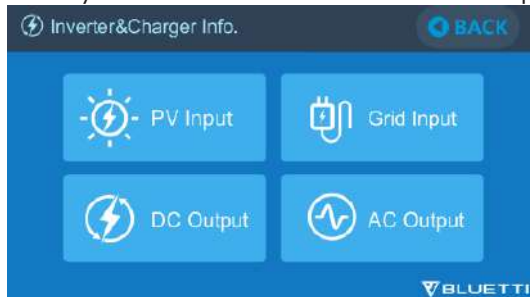 Inverter&Charger Info.
BACK
PV Input
Grid Input
DC Output
AC Output
BLUETTI